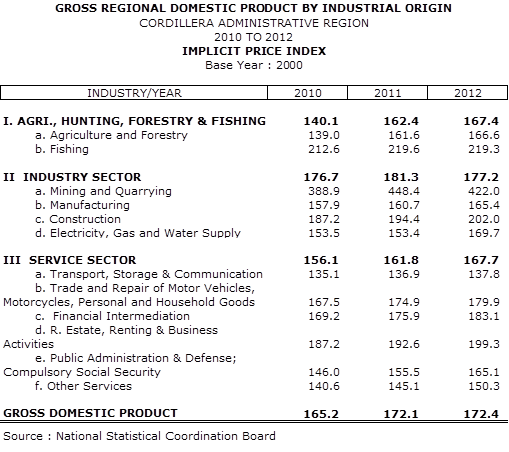 GROSS REGIONAL DOMESTIC PRODUCT BY INDUSTRIAL ORIGIN
CORDILLERA ADMINISTRATIVE REGION
2010 TO 2012
IMPLICIT PRICE INDEX
Base Year : 2000
INDUSTRY/YEAR 2010 2011 2012
I. AGRI., HUNTING, FORESTRY & FISHING 140.1 162.4 167.4
a. Agriculture and Forestry 139.0 161.6 166.6
b. Fishing 212.6 219.6 219.3
II INDUSTRY SECTOR 176.7 181.3 177.2
a. Mining and Quarrying 388.9 448.4 422.0
b. Manufacturing 157.9 160.7 165.4
c. Construction 187.2 194.4 202.0
d. Electricity, Gas and Water Supply 153.5 153.4 169.7
III SERVICE SECTOR 156.1 161.8 167.7
a. Transport, Storage & Communication 135.1 136.9 137.8
b. Trade and Repair of Motor Vehicles,
Motorcycles, Personal and Household Goods 167.5 174.9 179.9
c. Financial Intermediation 169.2 175.9 183.1
d. R. Estate, Renting & Business
Activities 187.2 192.6 199.3
e. Public Administration & Defense;
Compulsory Social Security 146.0 155.5 165.1
f. Other Services 140.6 145.1 150.3
GROSS DOMESTIC PRODUCT 165.2 172.1 172.4
Source : National Statistical Coordination Board